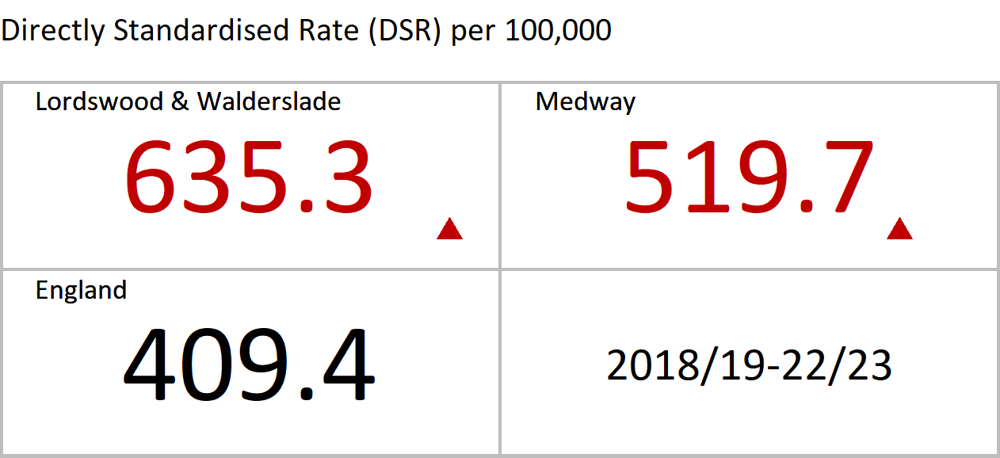 Directly Standardised Rate (DSR) per 100,000
Lordswood & Walderslade
635.3
Medway
519.7
England
409.4
2018/19-22/23